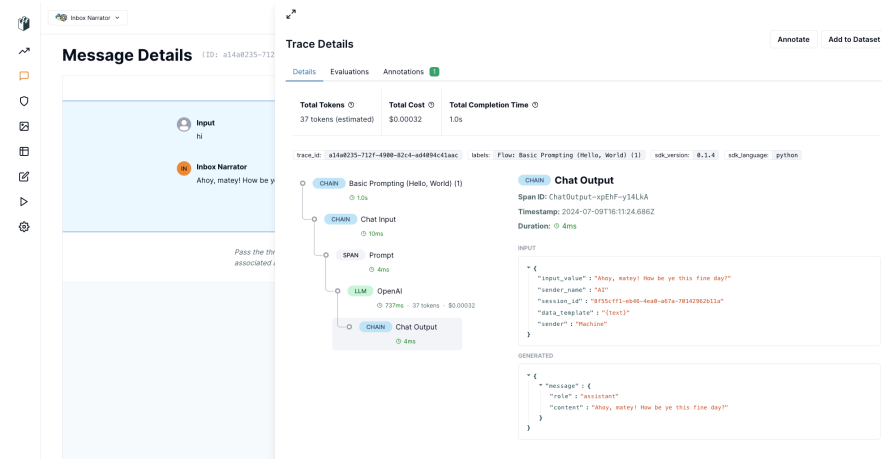 Inbox Narrator
Message Details (ID: a14a0235-712
Input
hi
IN
Inbox Narrator
Ahoy, matey! How be y
Pass the thr
associated
Trace Details
Annotate
Add to Dataset
Details Evaluations Annotations 1
Total Tokens Total Cost Total Completion Time
37 tokens (estimated) $0.00032 1.0s
trace_id: a14a0235-712f-4900-82c4-ad4094c41aac labels: Flow: Basic Prompting (Hello, World) (1) sdk_version: 0.1.4 sdk_language: python
CHAIN Basic Prompting (Hello, World) (1)
1.0s
CHAIN Chat Input
10ms
SPAN Prompt
4ms
LLM OpenAI
737ms · 37 tokens · $0.00032
CHAIN Chat Output
4ms
CHAIN Chat Output
Span ID: ChatOutput-xpEhF-y14LkA
Timestamp: 2024-07-09T16:11:24.686Z
Duration: 4ms
INPUT
{
"input_value" : "Ahoy, matey! How be ye this fine day?"
"sender_name" : "AI"
"session_id" : "8f55cff1-eb46-4ea0-a67a-70142962b11a"
"data_template" : "{text}"
"sender" : "Machine"
}
GENERATED
{
"message" : {
"role" : "assistant"
"content" : "Ahoy, matey! How be ye this fine day?"
}
}